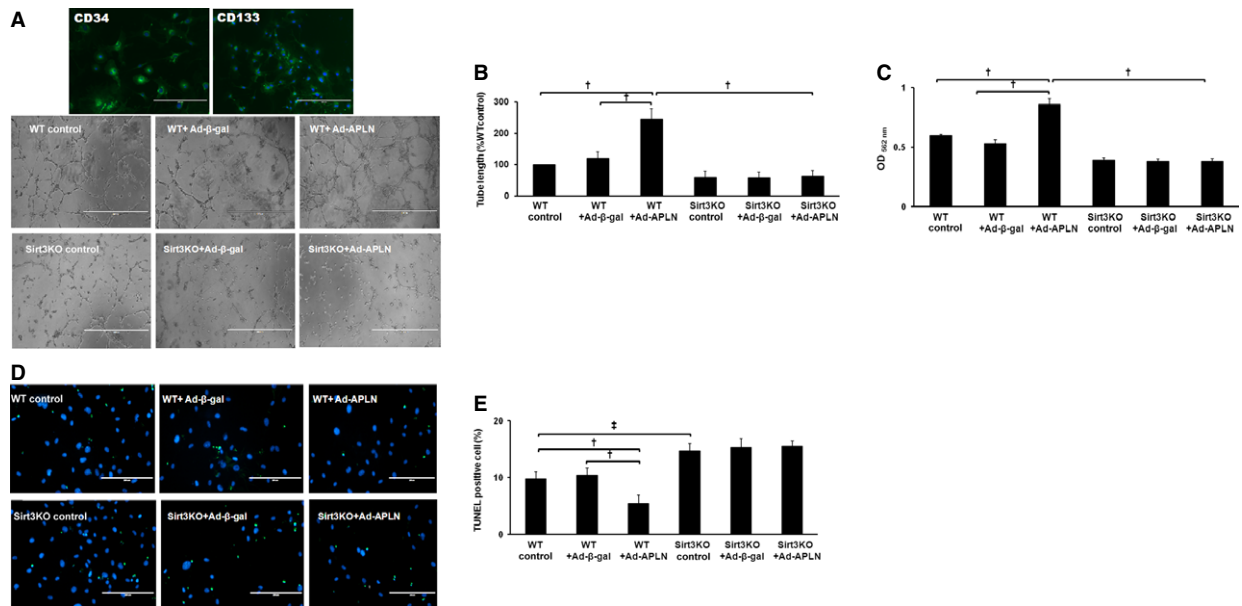 A
CD34
CD133
WT control
WT+ Ad-β-gal
WT+ Ad-APLN
Sirt3KO control
Sirt3KO+Ad-β-gal
Sirt3KO+Ad-APLN
B
† 
†
†
Tube length (%WTcontrol)
300
200
100
0
WT
control
WT
+Ad-β-gal
WT
+Ad-APLN
Sirt3KO
control
Sirt3KO
+Ad-β-gal
Sirt3KO
+Ad-APLN
C
†
†
†
OD 562 nm
1
0.5
0
WT
control
WT
+Ad-β-gal
WT
+Ad-APLN
Sirt3KO
control
Sirt3KO
+Ad-β-gal
Sirt3KO
+Ad-APLN
D
WT control
WT+ Ad-β-gal
WT+ Ad-APLN
Sirt3KO control
Sirt3KO+Ad-β-gal
Sirt3KO+Ad-APLN
E
‡
†
†
TUNEL positive cell (%)
20
10
0
WT
control
WT
+Ad-β-gal
WT
+Ad-APLN
Sirt3KO
control
Sirt3KO
+Ad-β-gal
Sirt3KO
+Ad-APLN